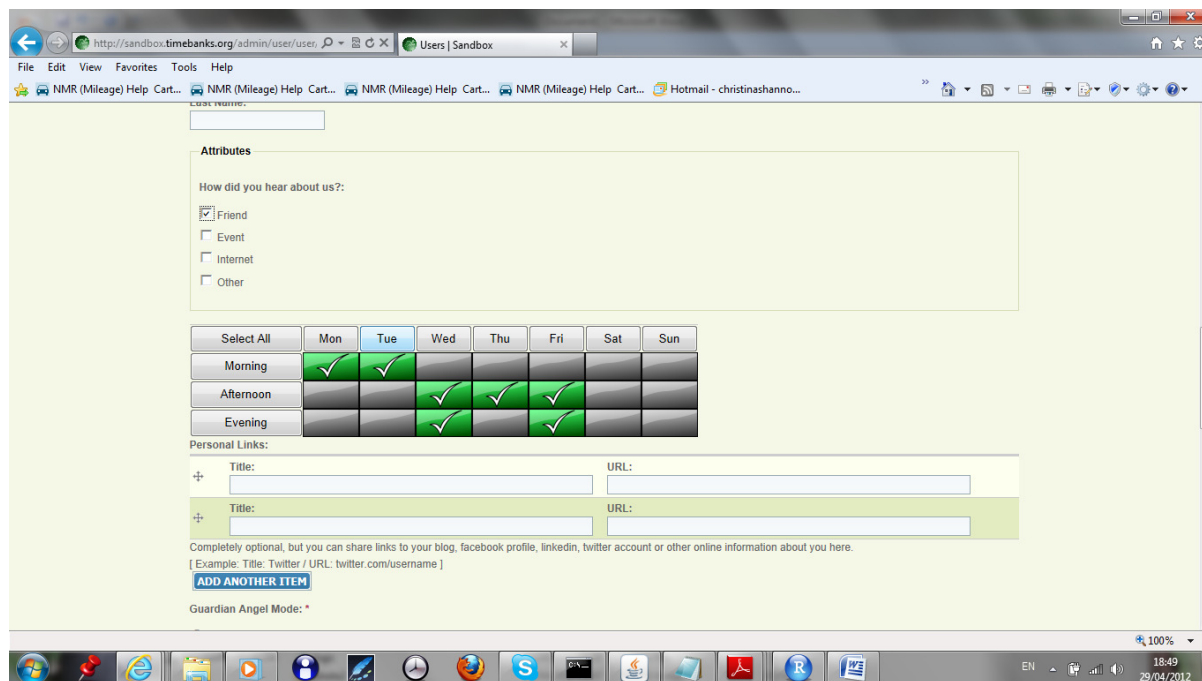 http://sandbox.timebanks.org/admin/user/user, Users | Sandbox
File Edit View Favorites Tools Help
NMR (Mileage) Help Cart... NMR (Mileage) Help Cart... NMR (Mileage) Help Cart... NMR (Mileage) Help Cart... Hotmail - christinashanno...
Last Name:
Attributes
How did you hear about us?:
Friend
Event
Internet
Other
Select All Mon Tue Wed Thu Fri Sat Sun
Morning
Afternoon
Evening
Personal Links:
Title: URL:
Title: URL:
Completely optional, but you can share links to your blog, facebook profile, linkedin, twitter account or other online information about you here.
[ Example: Title: Twitter / URL: twitter.com/username ]
ADD ANOTHER ITEM
Guardian Angel Mode: *
100%
EN 18:49
29/04/2012